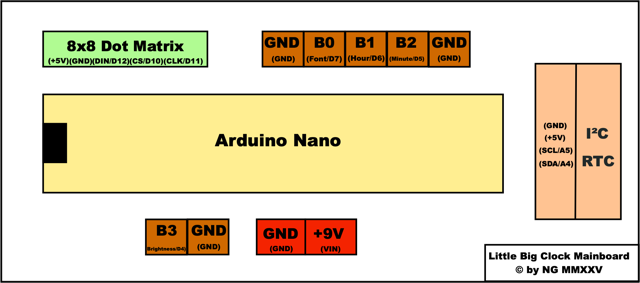 8x8 Dot Matrix
(+5V)(GND)(DIN/D12)(CS/D10)(CLK/D11)
GND B0 B1 B2 GND
(GND) (Font/D7) (Hour/D6) (Minute/D5) (GND)
Arduino Nano
(GND)
(+5V)
(SCL/A5)
(SDA/A4)
I²C
RTC
B3 GND
Brightness/D4) (GND)
GND +9V
(GND) (VIN)
Little Big Clock Mainboard
© by NG MMXXV